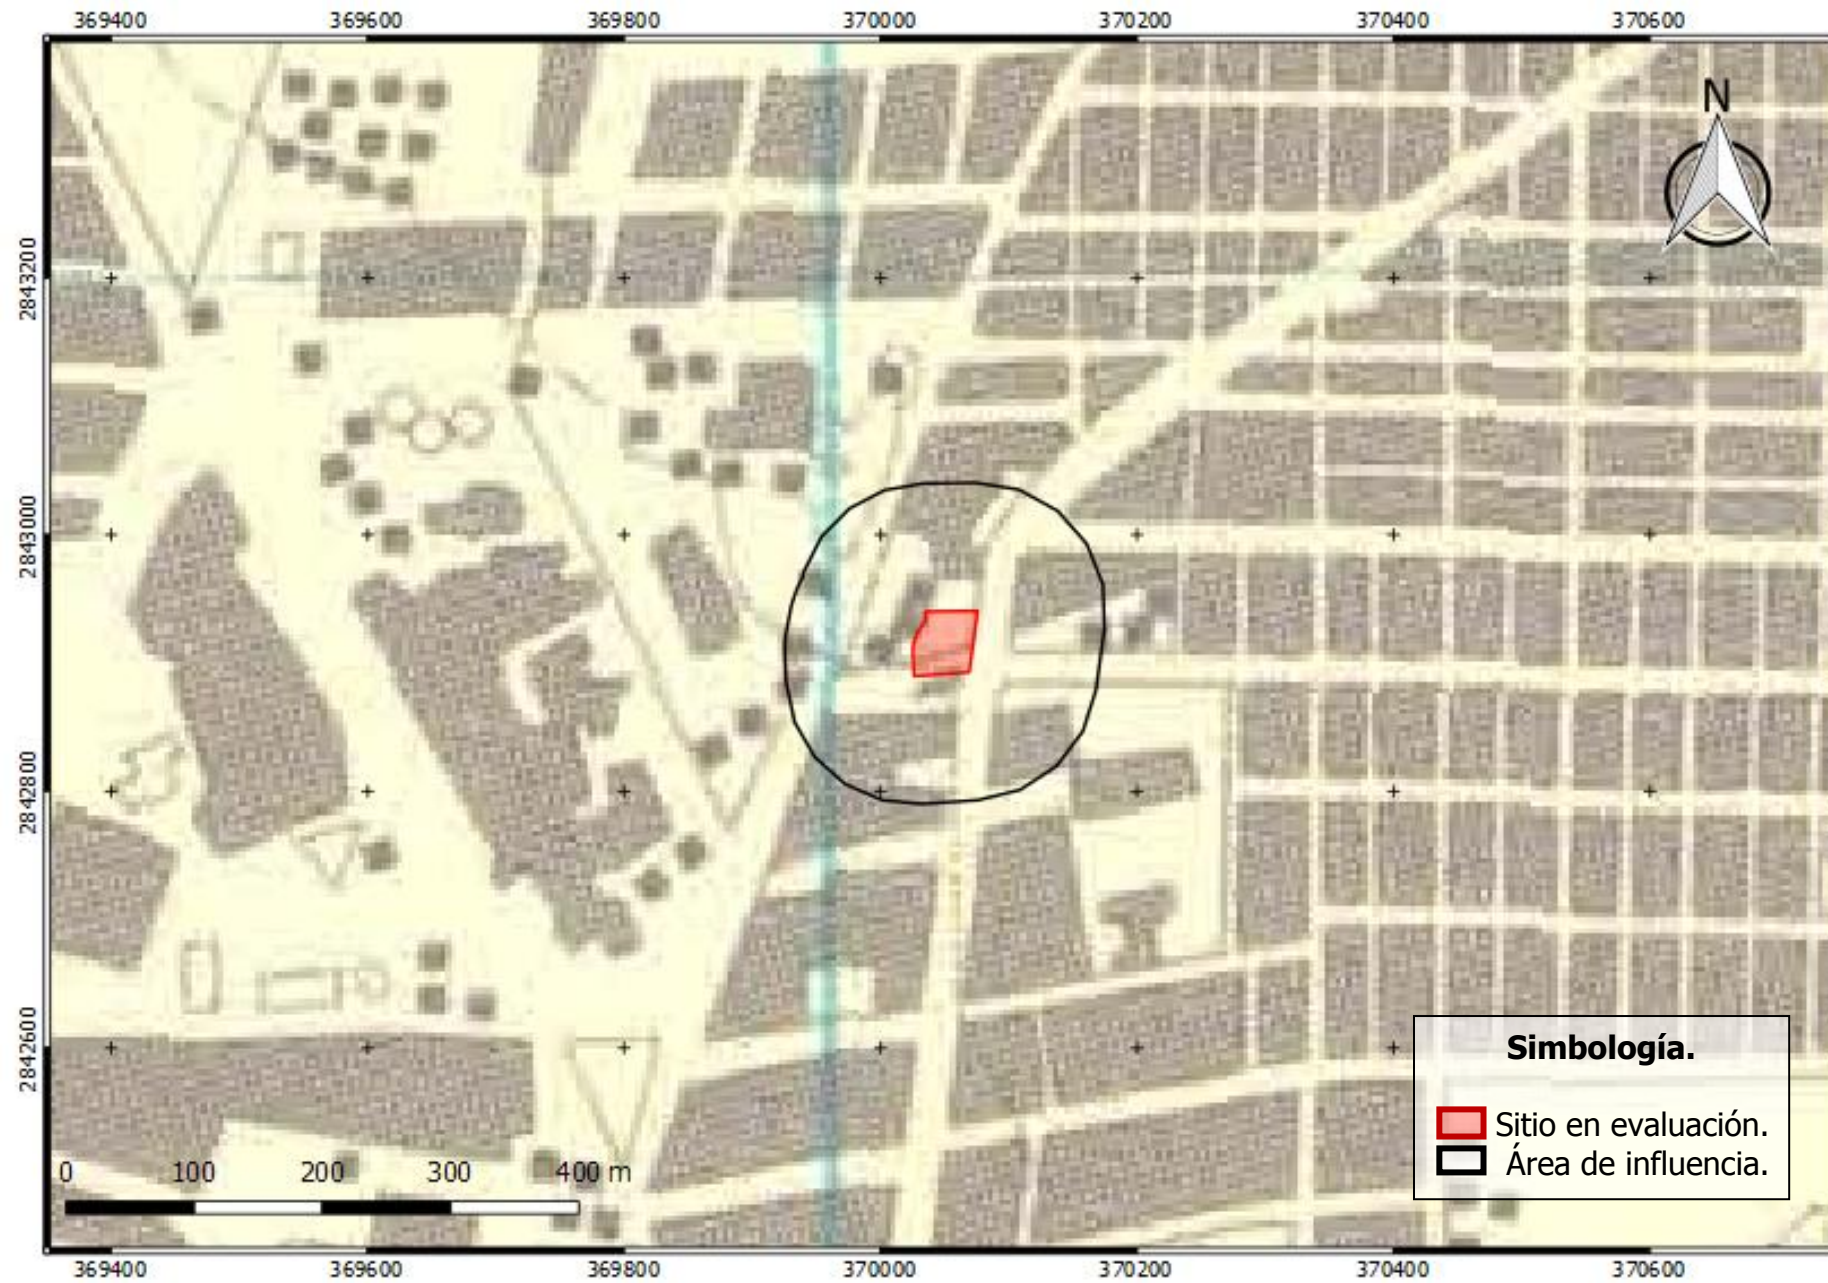 369400 369600 369800 370000 370200 370400 370600
N
2843200
2843000
2842800
2842600
Simbología.
Sitio en evaluación.
Área de influencia.
0 100 200 300 400 m
369400 369600 369800 370000 370200 370400 370600